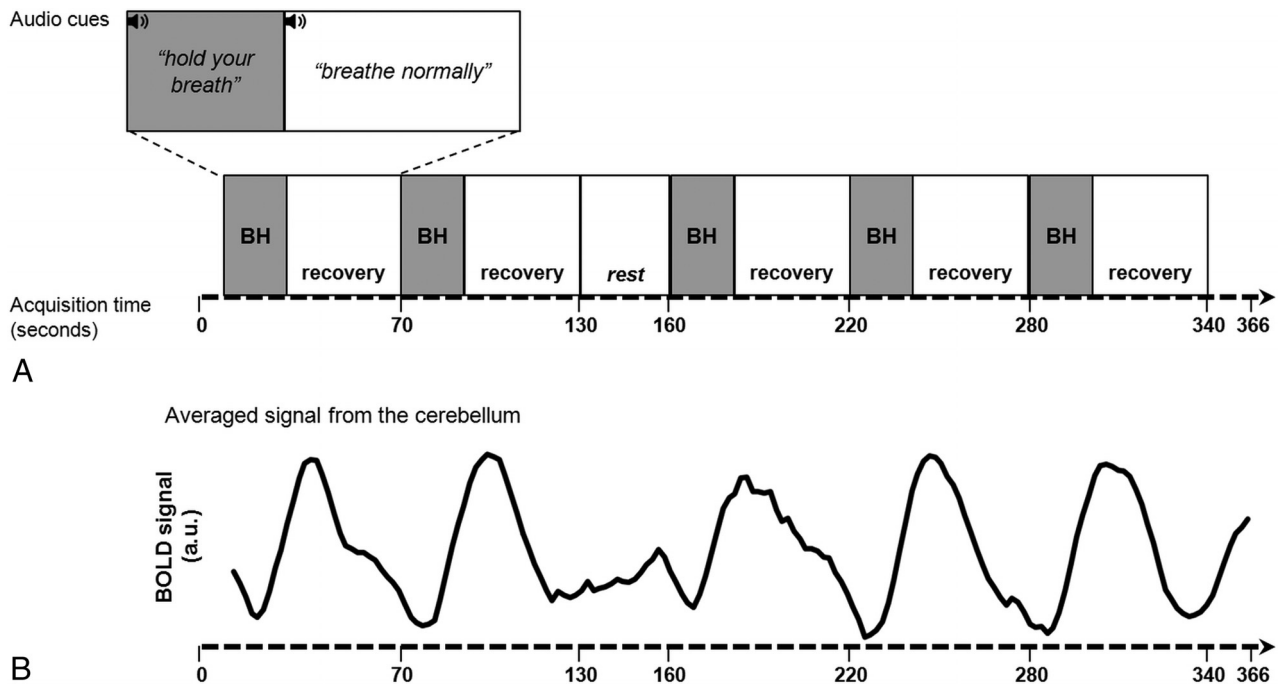 Audio cues
“hold your
breath”
“breathe normally”
BH
recovery
BH
recovery
rest
BH
recovery
BH
recovery
BH
recovery
Acquisition time
(seconds)
0 70 130 160 220 280 340 366
A
Averaged signal from the cerebellum
BOLD signal
(a.u.)
B
0 70 130 160 220 280 340 366